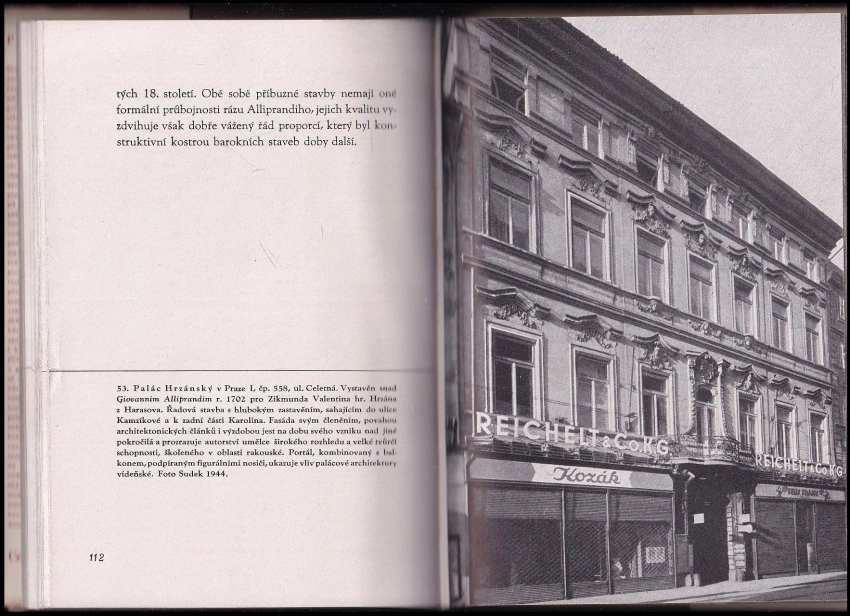 tých 18. století. Obě sobě příbuzné stavby nemají oné
formální průbojnosti rázu Alliprandiho, jejich kvalitu vy-
zdvihuje však dobře vážený řád proporcí, který byl kon-
struktivní kostrou barokních staveb doby další.
53. Palác Hrzánský v Praze I, čp. 558, ul. Celetná. Vystavěn snad
Giovannim Alliprandim r. 1702 pro Zikmunda Valentina hr. Hrzána
z Harasova. Řadová stavba s hlubokým zastavěním, sahajícím do ulice
Kamzíkové a k zadní části Karolina. Fasáda svým členěním, povahou
architektonických článků i výzdobou jest na dobu svého vzniku nad jiné
pokročilá a prozrazuje autorství umělce širokého rozhledu a velké tvůrčí
schopnosti, školeného v oblasti rakouské. Portál, kombinovaný s bal-
konem, podpíraným figurálními nosiči, ukazuje vliv palácové architektury
vídeňské. Foto Sudek 1944.
112
REICHELT & Co. KG.
Kozák
REICHELT & Co. KG